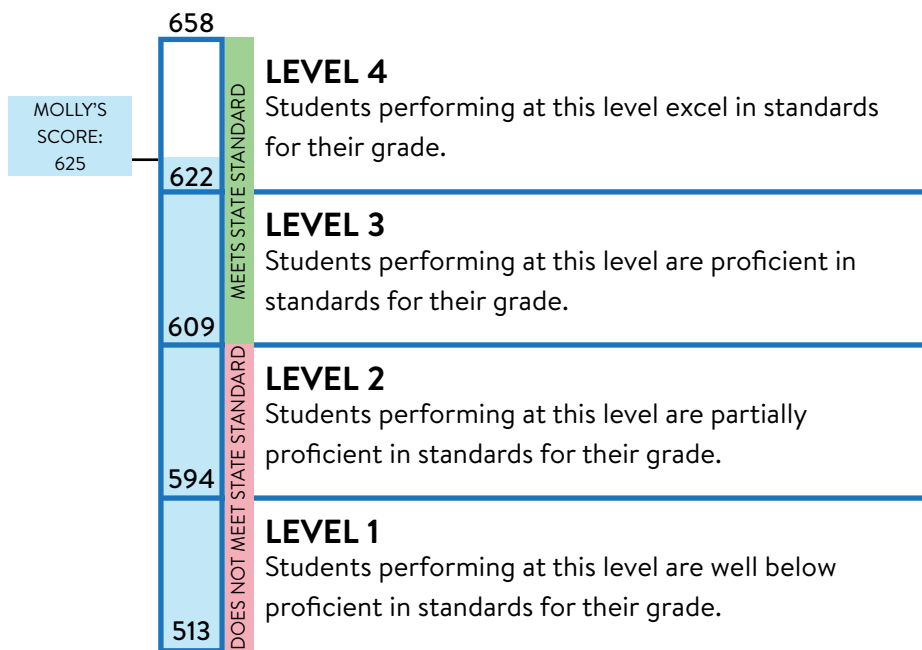 658
MOLLY'S
SCORE:
625
MEETS STATE STANDARD
LEVEL 4
Students performing at this level excel in standards
for their grade.
622
LEVEL 3
Students performing at this level are proficient in
standards for their grade.
609
DOES NOT MEET STATE STANDARD
LEVEL 2
Students performing at this level are partially
proficient in standards for their grade.
594
LEVEL 1
Students performing at this level are well below
proficient in standards for their grade.
513